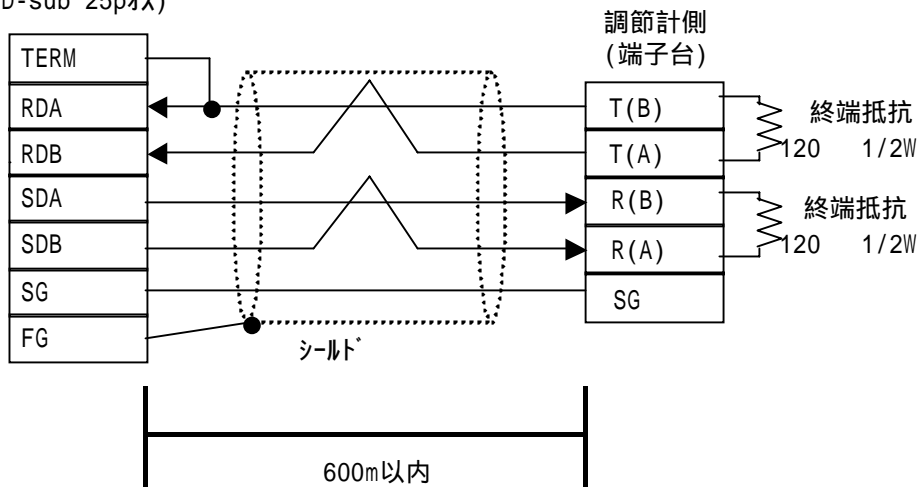 D-sub 25pｵｽ)
調節計側
(端子台)
TERM
RDA
RDB
SDA
SDB
SG
FG
T(B)
T(A)
R(B)
R(A)
SG
終端抵抗
120 1/2W
終端抵抗
120 1/2W
ｼｰﾙﾄﾞ
600m以内